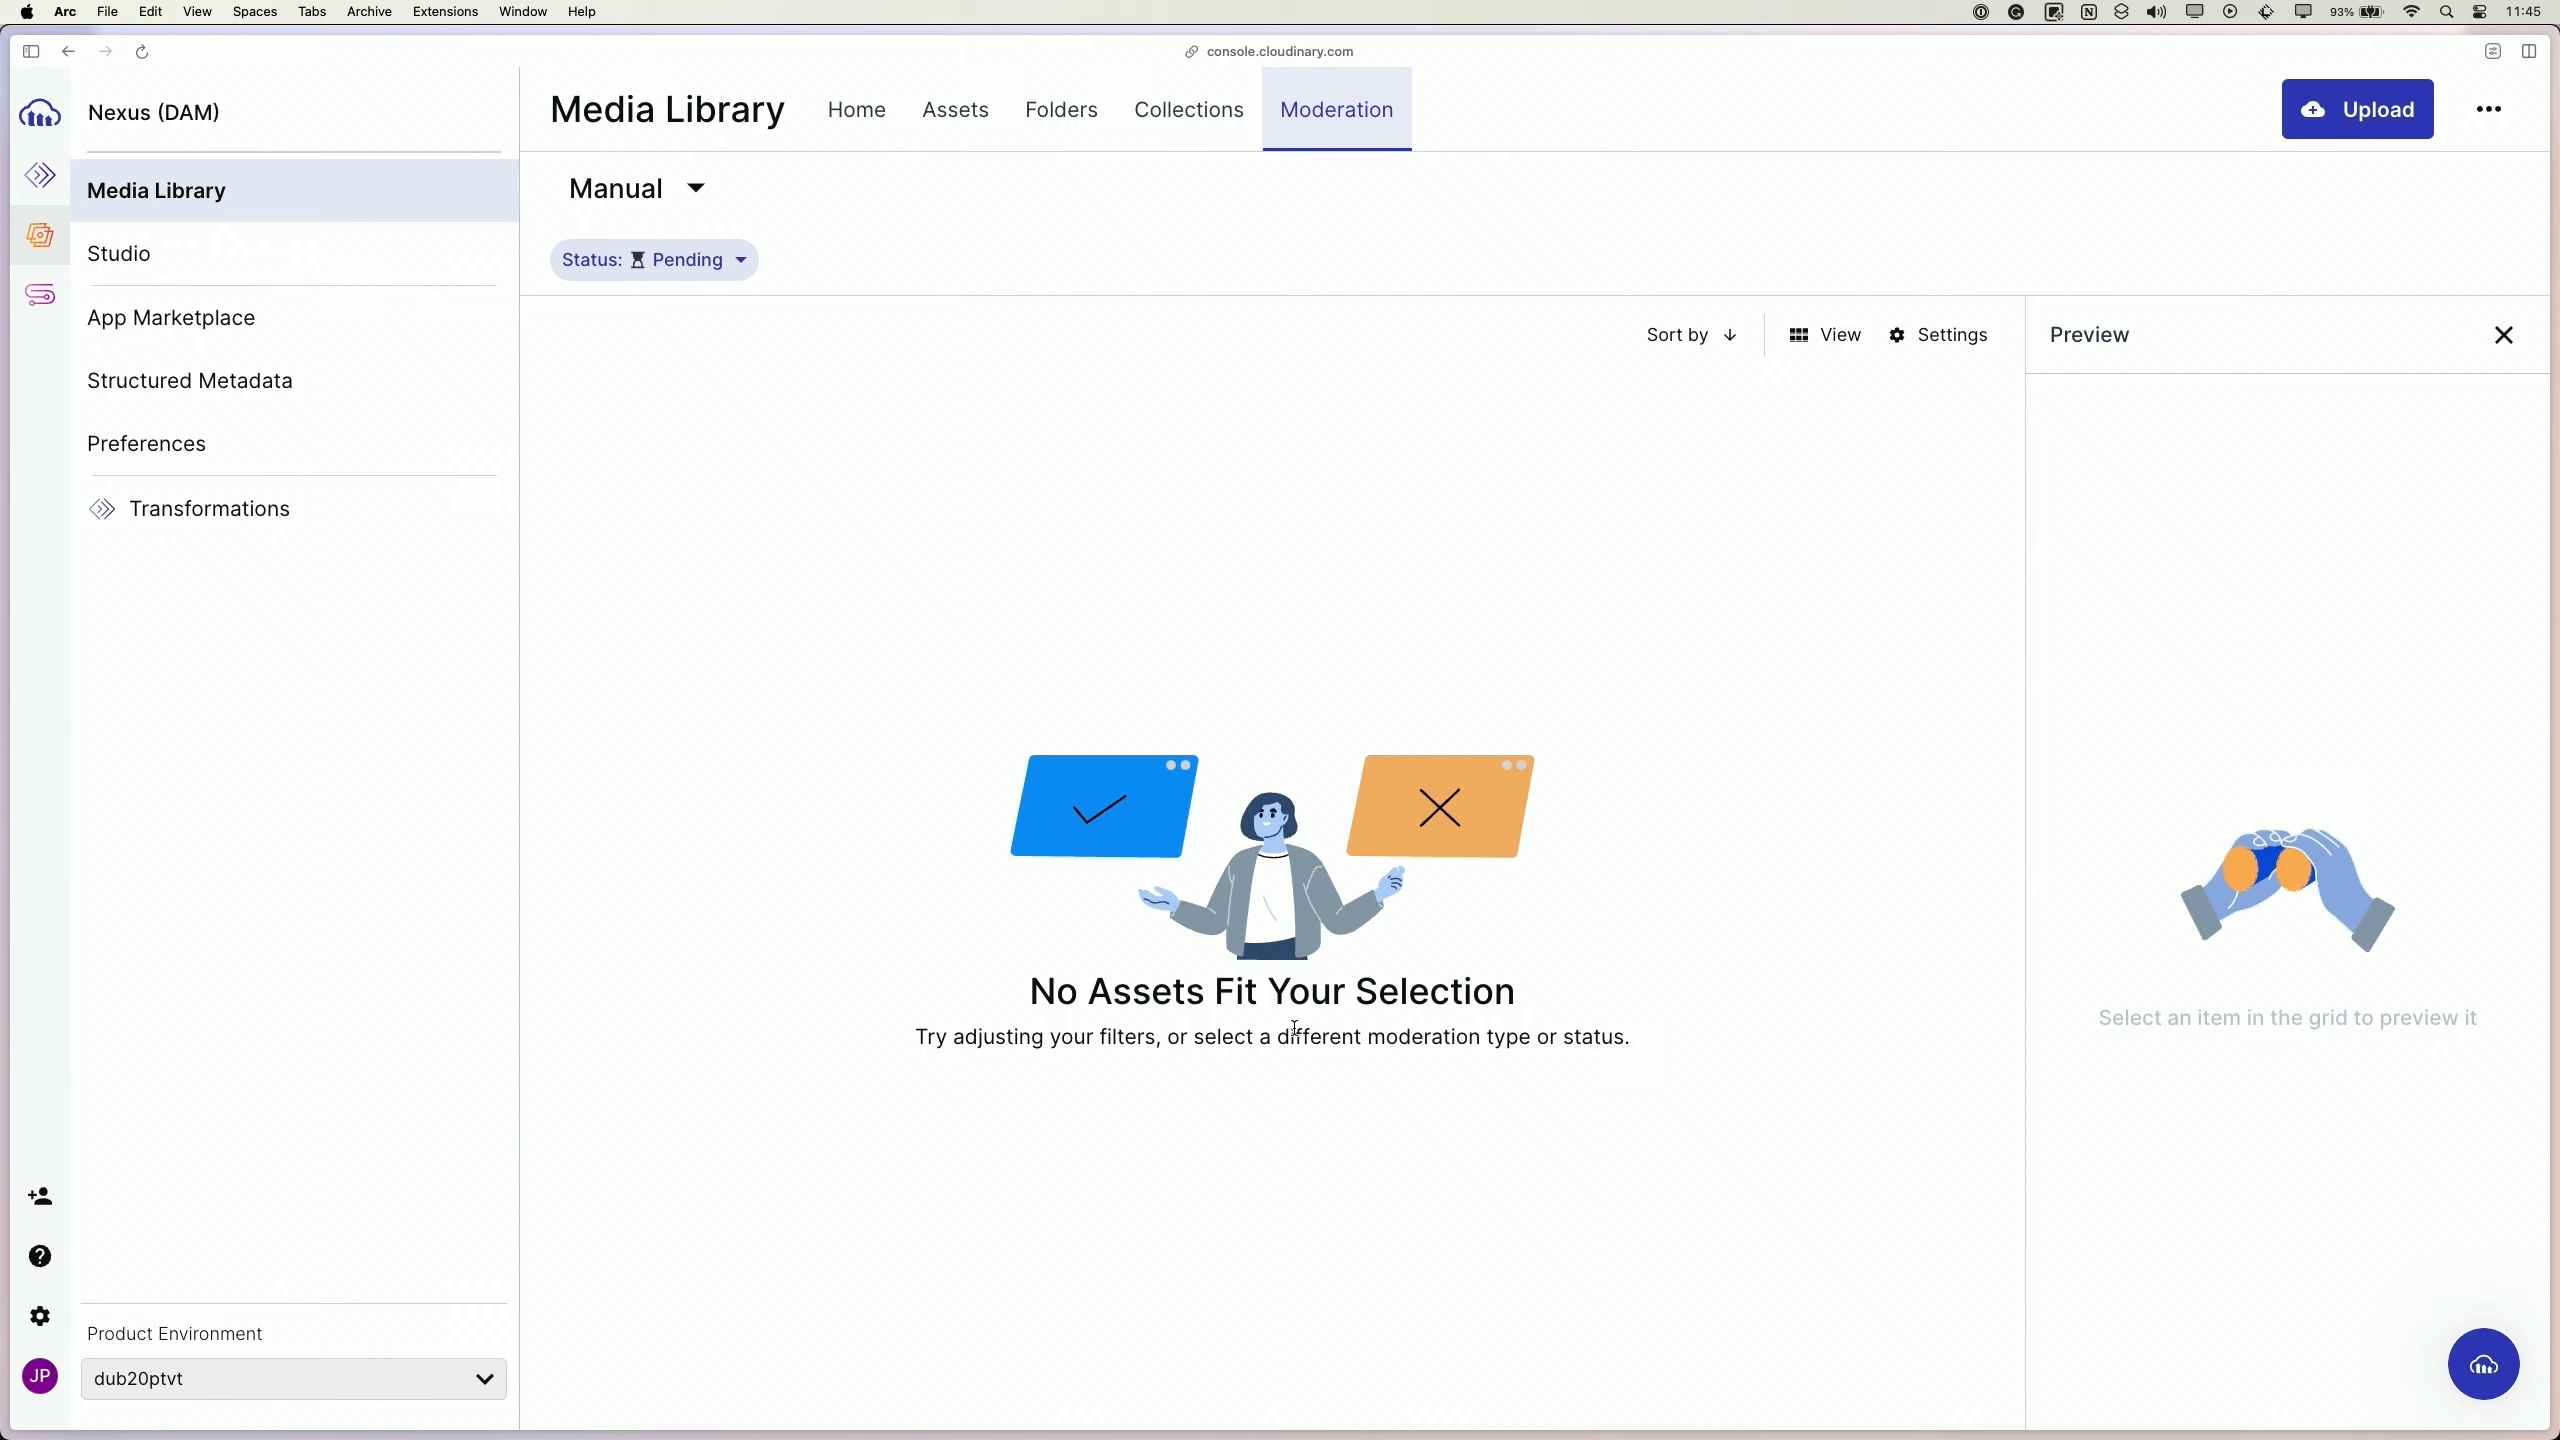 Arc File Edit View Spaces Tabs Archive Extensions Window Help 93% 11:45
console.cloudinary.com
Nexus (DAM)
Media Library
Studio
App Marketplace
Structured Metadata
Preferences
Transformations
Product Environment
dub20ptvt
JP
Media Library Home Assets Folders Collections Moderation Upload
Manual
Status: Pending
Sort by View Settings
No Assets Fit Your Selection
Try adjusting your filters, or select a different moderation type or status.
Preview
Select an item in the grid to preview it